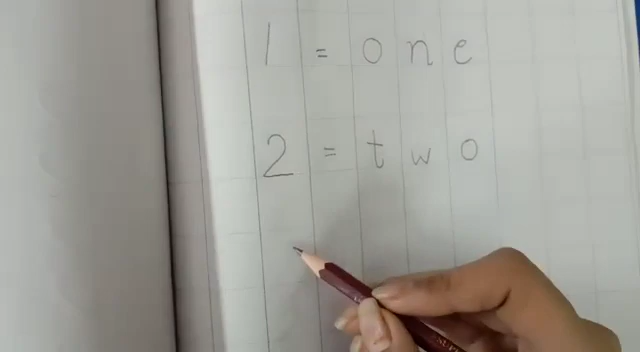 1 = one
2 = two